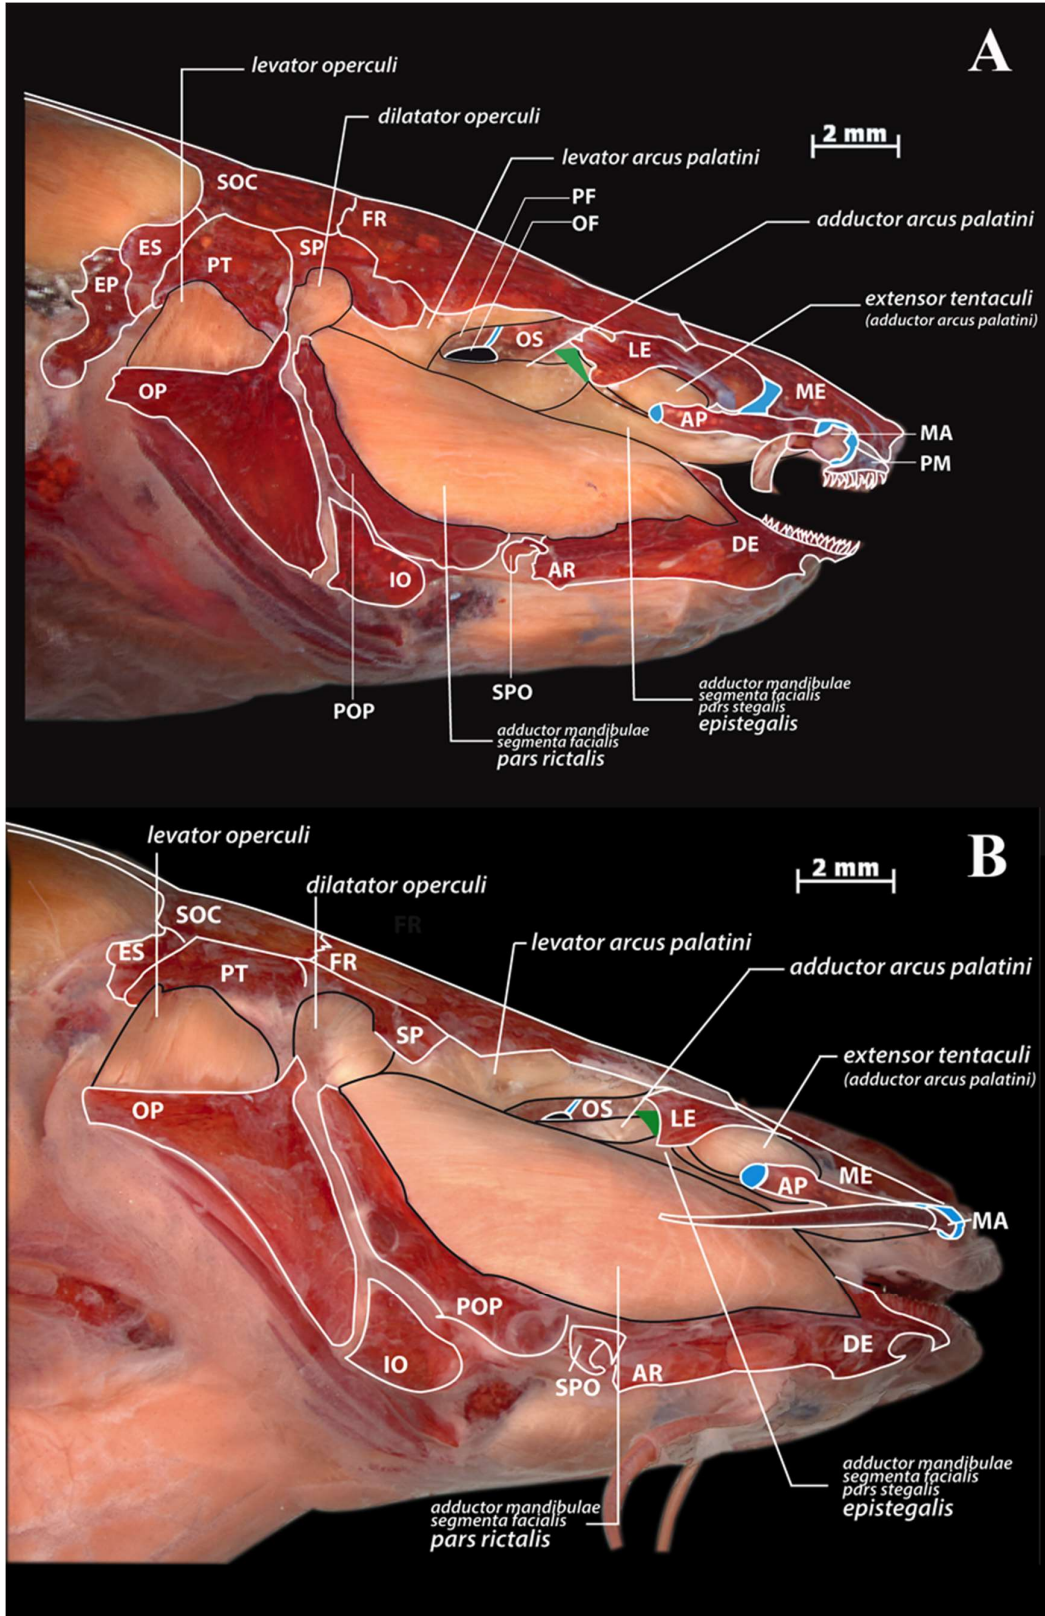 A
levator operculi
dilatator operculi
2 mm
levator arcus palatini
SOC
PF
FR
adductor arcus palatini
OF
ES
SP
PT
EP
extensor tentaculi
(adductor arcus palatini)
OS
LE
OP
ME
AP
MA
PM
DE
IO
AR
SPO
POP
adductor mandibulae
segmenta facialis
pars stegalis
epistegalis
adductor mandibulae
segmenta facialis
pars rictalis
levator operculi
B
2 mm
dilatator operculi
SOC
FR
levator arcus palatini
ES
FR
adductor arcus palatini
PT
SP
extensor tentaculi
(adductor arcus palatini)
OP
OS
LE
ME
AP
MA
POP
DE
IO
AR
SPO
adductor mandibulae
segmenta facialis
pars stegalis
epistegalis
adductor mandibulae
segmenta facialis
pars rictalis